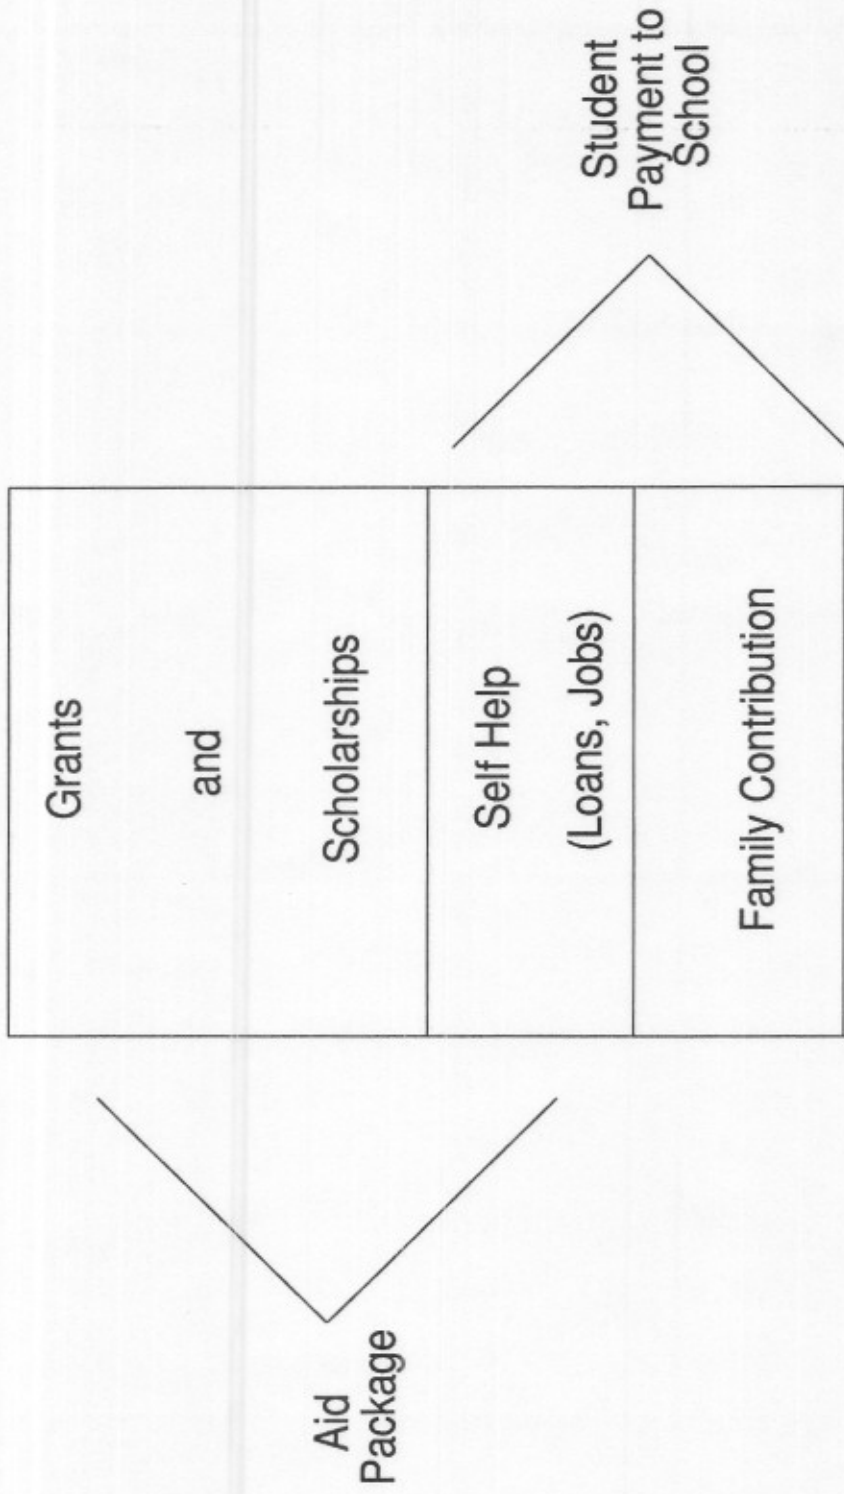 Aid
Package
Grants
and
Scholarships
Self Help
(Loans, Jobs)
Family Contribution
Student
Payment to
School